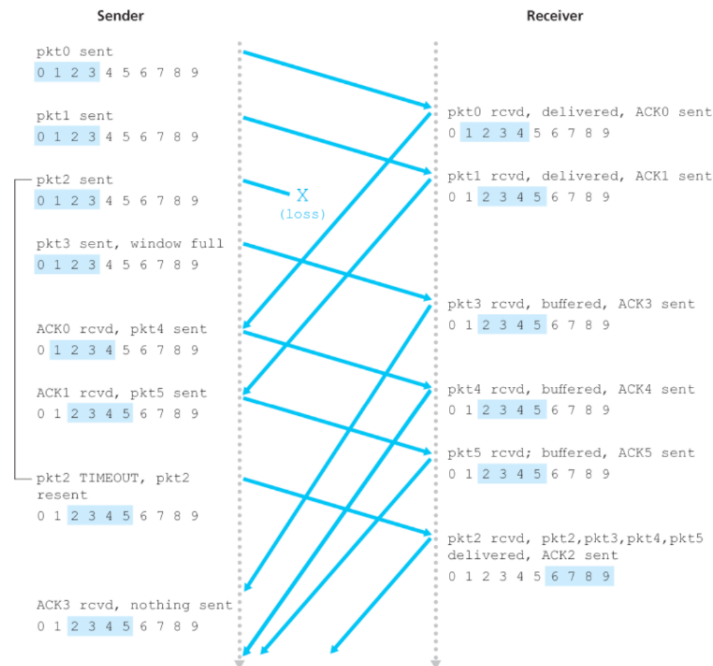 Sender
Receiver
pkt0 sent
0 1 2 3 4 5 6 7 8 9
pkt0 rcvd, delivered, ACK0 sent
0 1 2 3 4 5 6 7 8 9
pkt1 sent
0 1 2 3 4 5 6 7 8 9
pkt1 rcvd, delivered, ACK1 sent
0 1 2 3 4 5 6 7 8 9
pkt2 sent
0 1 2 3 4 5 6 7 8 9
X
(loss)
pkt3 sent, window full
0 1 2 3 4 5 6 7 8 9
pkt3 rcvd, buffered, ACK3 sent
0 1 2 3 4 5 6 7 8 9
ACK0 rcvd, pkt4 sent
0 1 2 3 4 5 6 7 8 9
pkt4 rcvd, buffered, ACK4 sent
0 1 2 3 4 5 6 7 8 9
ACK1 rcvd, pkt5 sent
0 1 2 3 4 5 6 7 8 9
pkt5 rcvd; buffered, ACK5 sent
0 1 2 3 4 5 6 7 8 9
pkt2 TIMEOUT, pkt2
resent
0 1 2 3 4 5 6 7 8 9
pkt2 rcvd, pkt2,pkt3,pkt4,pkt5
delivered, ACK2 sent
0 1 2 3 4 5 6 7 8 9
ACK3 rcvd, nothing sent
0 1 2 3 4 5 6 7 8 9